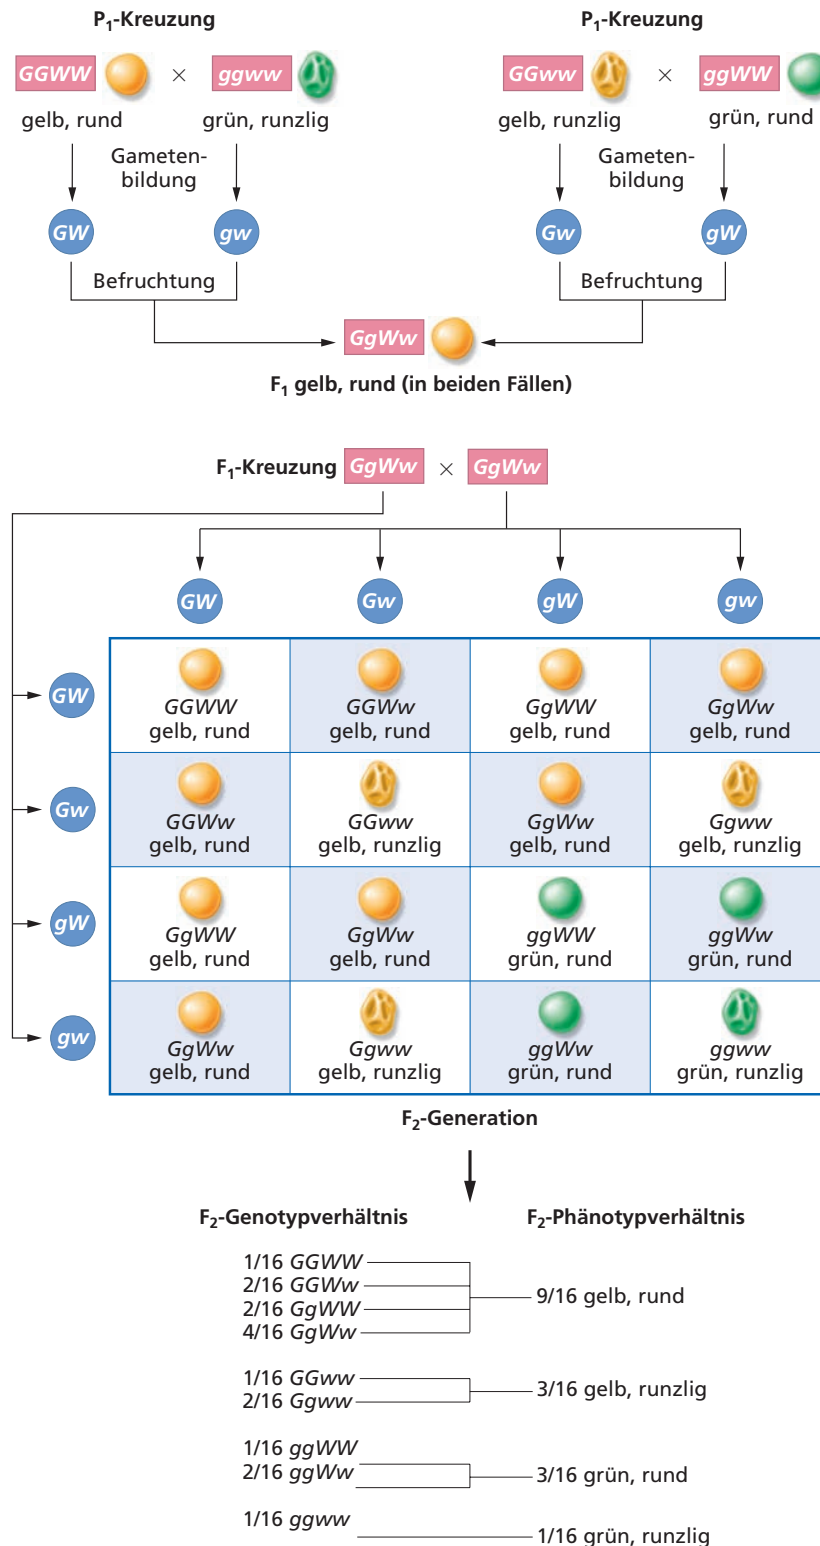 P1-Kreuzung
GGWW × ggww
gelb, rund grün, runzlig
Gameten-
bildung
GW gw
Befruchtung
P1-Kreuzung
GGww × ggWW
gelb, runzlig grün, rund
Gameten-
bildung
Gw gW
Befruchtung
GgWw
F1 gelb, rund (in beiden Fällen)
F1-Kreuzung GgWw × GgWw
GW Gw gW gw
GW
GGWW GGWw GgWW GgWw
gelb, rund gelb, rund gelb, rund gelb, rund
Gw
GGWw GGww GgWw Ggww
gelb, rund gelb, runzlig gelb, rund gelb, runzlig
gW
GgWW GgWw ggWW ggWw
gelb, rund gelb, rund grün, rund grün, rund
gw
GgWw Ggww ggWw ggww
gelb, rund gelb, runzlig grün, rund grün, runzlig
F2-Generation
F2-Genotypverhältnis F2-Phänotypverhältnis
1/16 GGWW
2/16 GGWw
2/16 GgWW
4/16 GgWw
9/16 gelb, rund
1/16 GGww
2/16 Ggww
3/16 gelb, runzlig
1/16 ggWW
2/16 ggWw
3/16 grün, rund
1/16 ggww
1/16 grün, runzlig